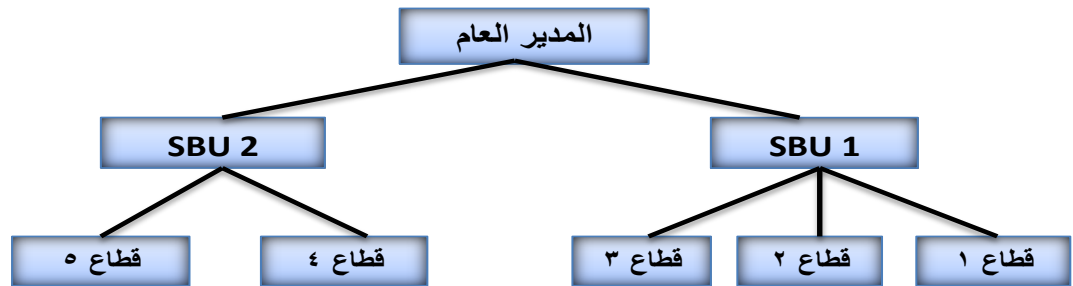 المدير العام
SBU 1
SBU 2
قطاع ١
قطاع ٢
قطاع ٣
قطاع ٤
قطاع ٥